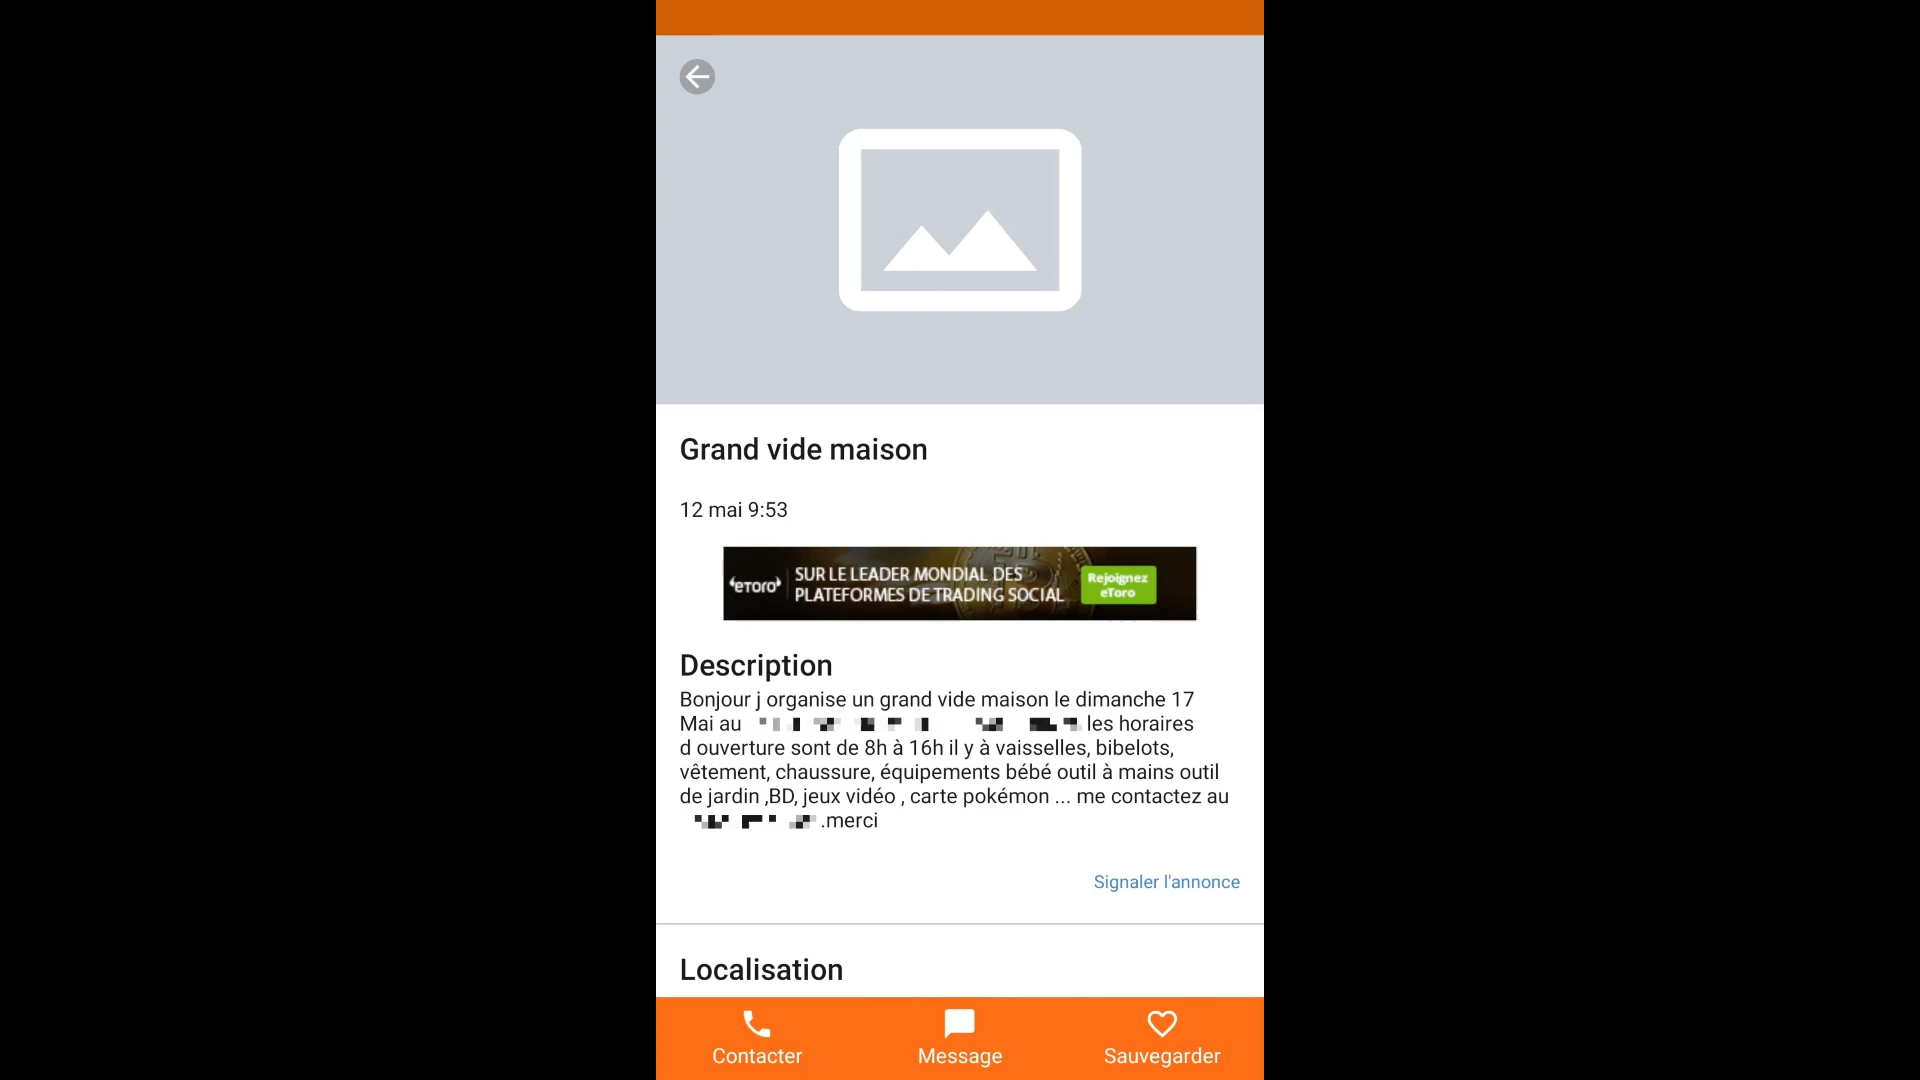 Grand vide maison
12 mai 9:53
eToro
SUR LE LEADER MONDIAL DES
PLATEFORMES DE TRADING SOCIAL
Rejoignez
eToro
Description
Bonjour j organise un grand vide maison le dimanche 17
Mai au les horaires
d ouverture sont de 8h à 16h il y à vaisselles, bibelots,
vêtement, chaussure, équipements bébé outil à mains outil
de jardin ,BD, jeux vidéo , carte pokémon ... me contactez au
.merci
Signaler l'annonce
Localisation
Contacter
Message
Sauvegarder